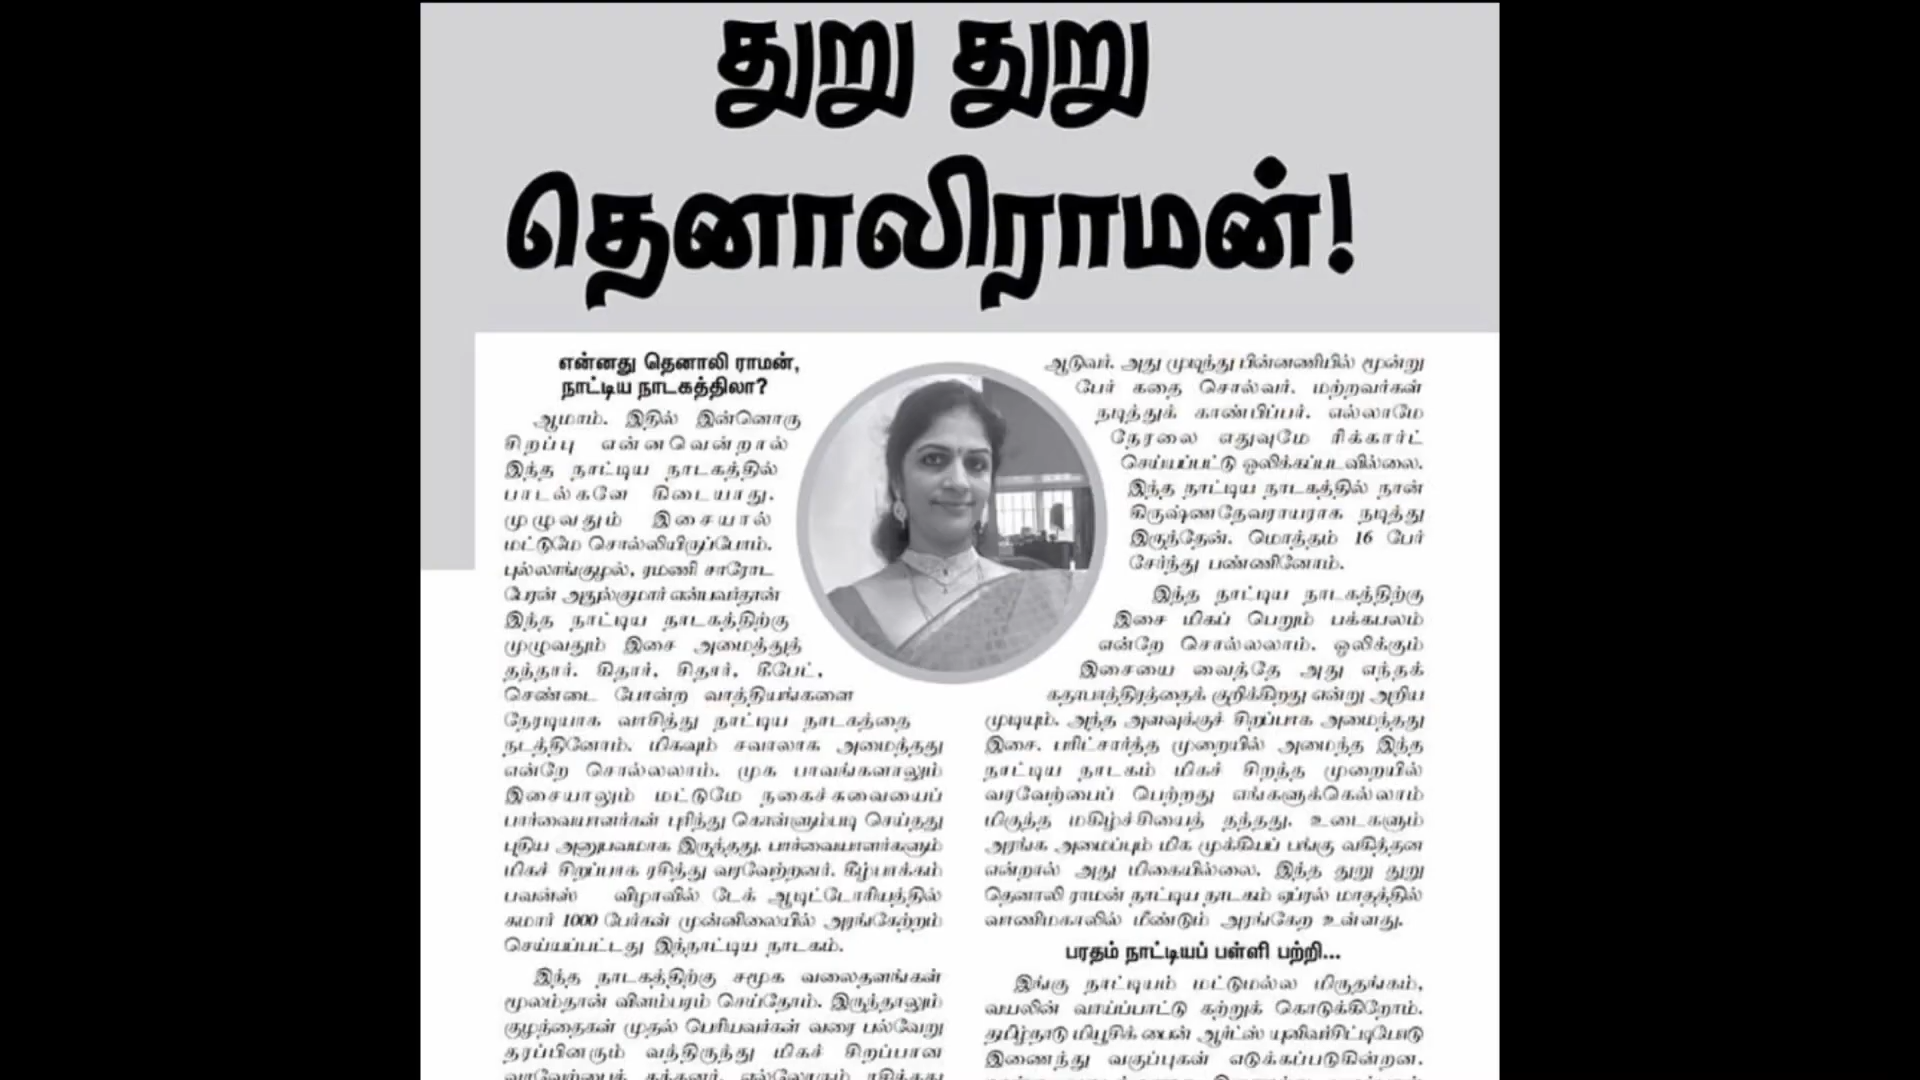 துறு துறு
தெனாலிராமன்!
என்னது தெனாலி ராமன்,
நாட்டிய நாடகத்திலா?
ஆமாம். இதில் இன்னொரு
சிறப்பு என்னவென்றால்
இந்த நாட்டிய நாடகத்தில்
பாடல்களே கிடையாது.
முழுவதும் இசையால்
மட்டுமே சொல்லியிருப்போம்.
புல்லாங்குழல், ரமணி சாரோட
பேரன் அதுல்குமார் என்பவர்தான்
இந்த நாட்டிய நாடகத்திற்கு
முழுவதும் இசை அமைத்துத்
தந்தார். கிதார், சிதார், கீபேட்,
செண்டை போன்ற வாத்தியங்களை
நேரடியாக வாசித்து நாட்டிய நாடகத்தை
நடத்தினோம். மிகவும் சவாலாக அமைந்தது
என்றே சொல்லலாம். முக பாவங்களாலும்
இசையாலும் மட்டுமே நகைச்சுவையைப்
பார்வையாளர்கள் புரிந்து கொள்ளும்படி செய்தது
புதிய அனுபவமாக இருந்தது. பார்வையாளர்களும்
மிகச் சிறப்பாக ரசித்து வரவேற்றனர். கீழ்பாக்கம்
பவன்ஸ் விழாவில் டேக் ஆடிட்டோரியத்தில்
சுமார் 1000 பேர்கள் முன்னிலையில் அரங்கேற்றம்
செய்யப்பட்டது இந்நாட்டிய நாடகம்.
இந்த நாடகத்திற்கு சமூக வலைதளங்கள்
மூலம்தான் விளம்பரம் செய்தோம். இருந்தாலும்
குழந்தைகள் முதல் பெரியவர்கள் வரை பல்வேறு
தரப்பினரும் வந்திருந்து மிகச் சிறப்பான
வரவேற்பைத் தந்தனர். எல்லோரும் ரசித்தது
ஆடுவர். அது முடிந்து பின்னணியில் மூன்று
பேர் கதை சொல்வர். மற்றவர்கள்
நடித்துக் காண்பிப்பர். எல்லாமே
நேரலை எதுவுமே ரிக்கார்ட்
செய்யப்பட்டு ஒலிக்கப்படவில்லை.
இந்த நாட்டிய நாடகத்தில் நான்
கிருஷ்ணதேவராயராக நடித்து
இருந்தேன். மொத்தம் 16 பேர்
சேர்ந்து பண்ணினோம்.
இந்த நாட்டிய நாடகத்திற்கு
இசை மிகப் பெறும் பக்கபலம்
என்றே சொல்லலாம். ஒலிக்கும்
இசையை வைத்தே அது எந்தக்
கதாபாத்திரத்தைக் குறிக்கிறது என்று அறிய
முடியும். அந்த அளவுக்குச் சிறப்பாக அமைந்தது
இசை. பரிட்சார்த்த முறையில் அமைந்த இந்த
நாட்டிய நாடகம் மிகச் சிறந்த முறையில்
வரவேற்பைப் பெற்றது எங்களுக்கெல்லாம்
மிகுந்த மகிழ்ச்சியைத் தந்தது. உடைகளும்
அரங்க அமைப்பும் மிக முக்கியப் பங்கு வகித்தன
என்றால் அது மிகையில்லை. இந்த துறு துறு
தெனாலி ராமன் நாட்டிய நாடகம் ஏப்ரல் மாதத்தில்
வாணிமகாலில் மீண்டும் அரங்கேற உள்ளது.
பரதம் நாட்டியப் பள்ளி பற்றி...
இங்கு நாட்டியம் மட்டுமல்ல மிருதங்கம்,
வயலின் வாய்ப்பாட்டு கற்றுக் கொடுக்கிறோம்.
தமிழ்நாடு மியூசிக் பைன் ஆர்ட்ஸ் யுனிவர்சிட்டியோடு
இணைந்து வகுப்புகள் எடுக்கப்படுகின்றன.